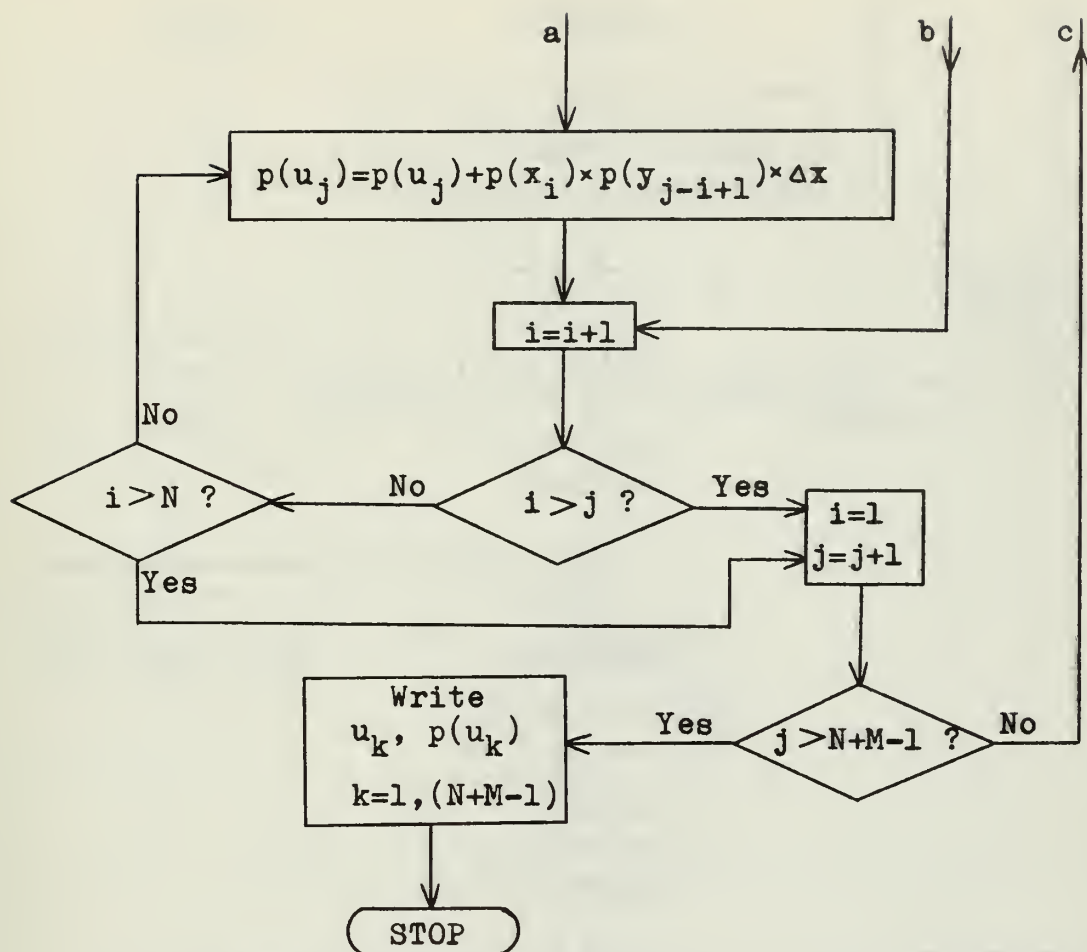 a
b
c
p(u_j)=p(u_j)+p(x_i)×p(y_{j-i+1})×Δx
i=i+1
No
i>N ?
No
i>j ?
Yes
i=1
j=j+1
Yes
Write
u_k, p(u_k)
k=1,(N+M-1)
Yes
j>N+M-1 ?
No
STOP